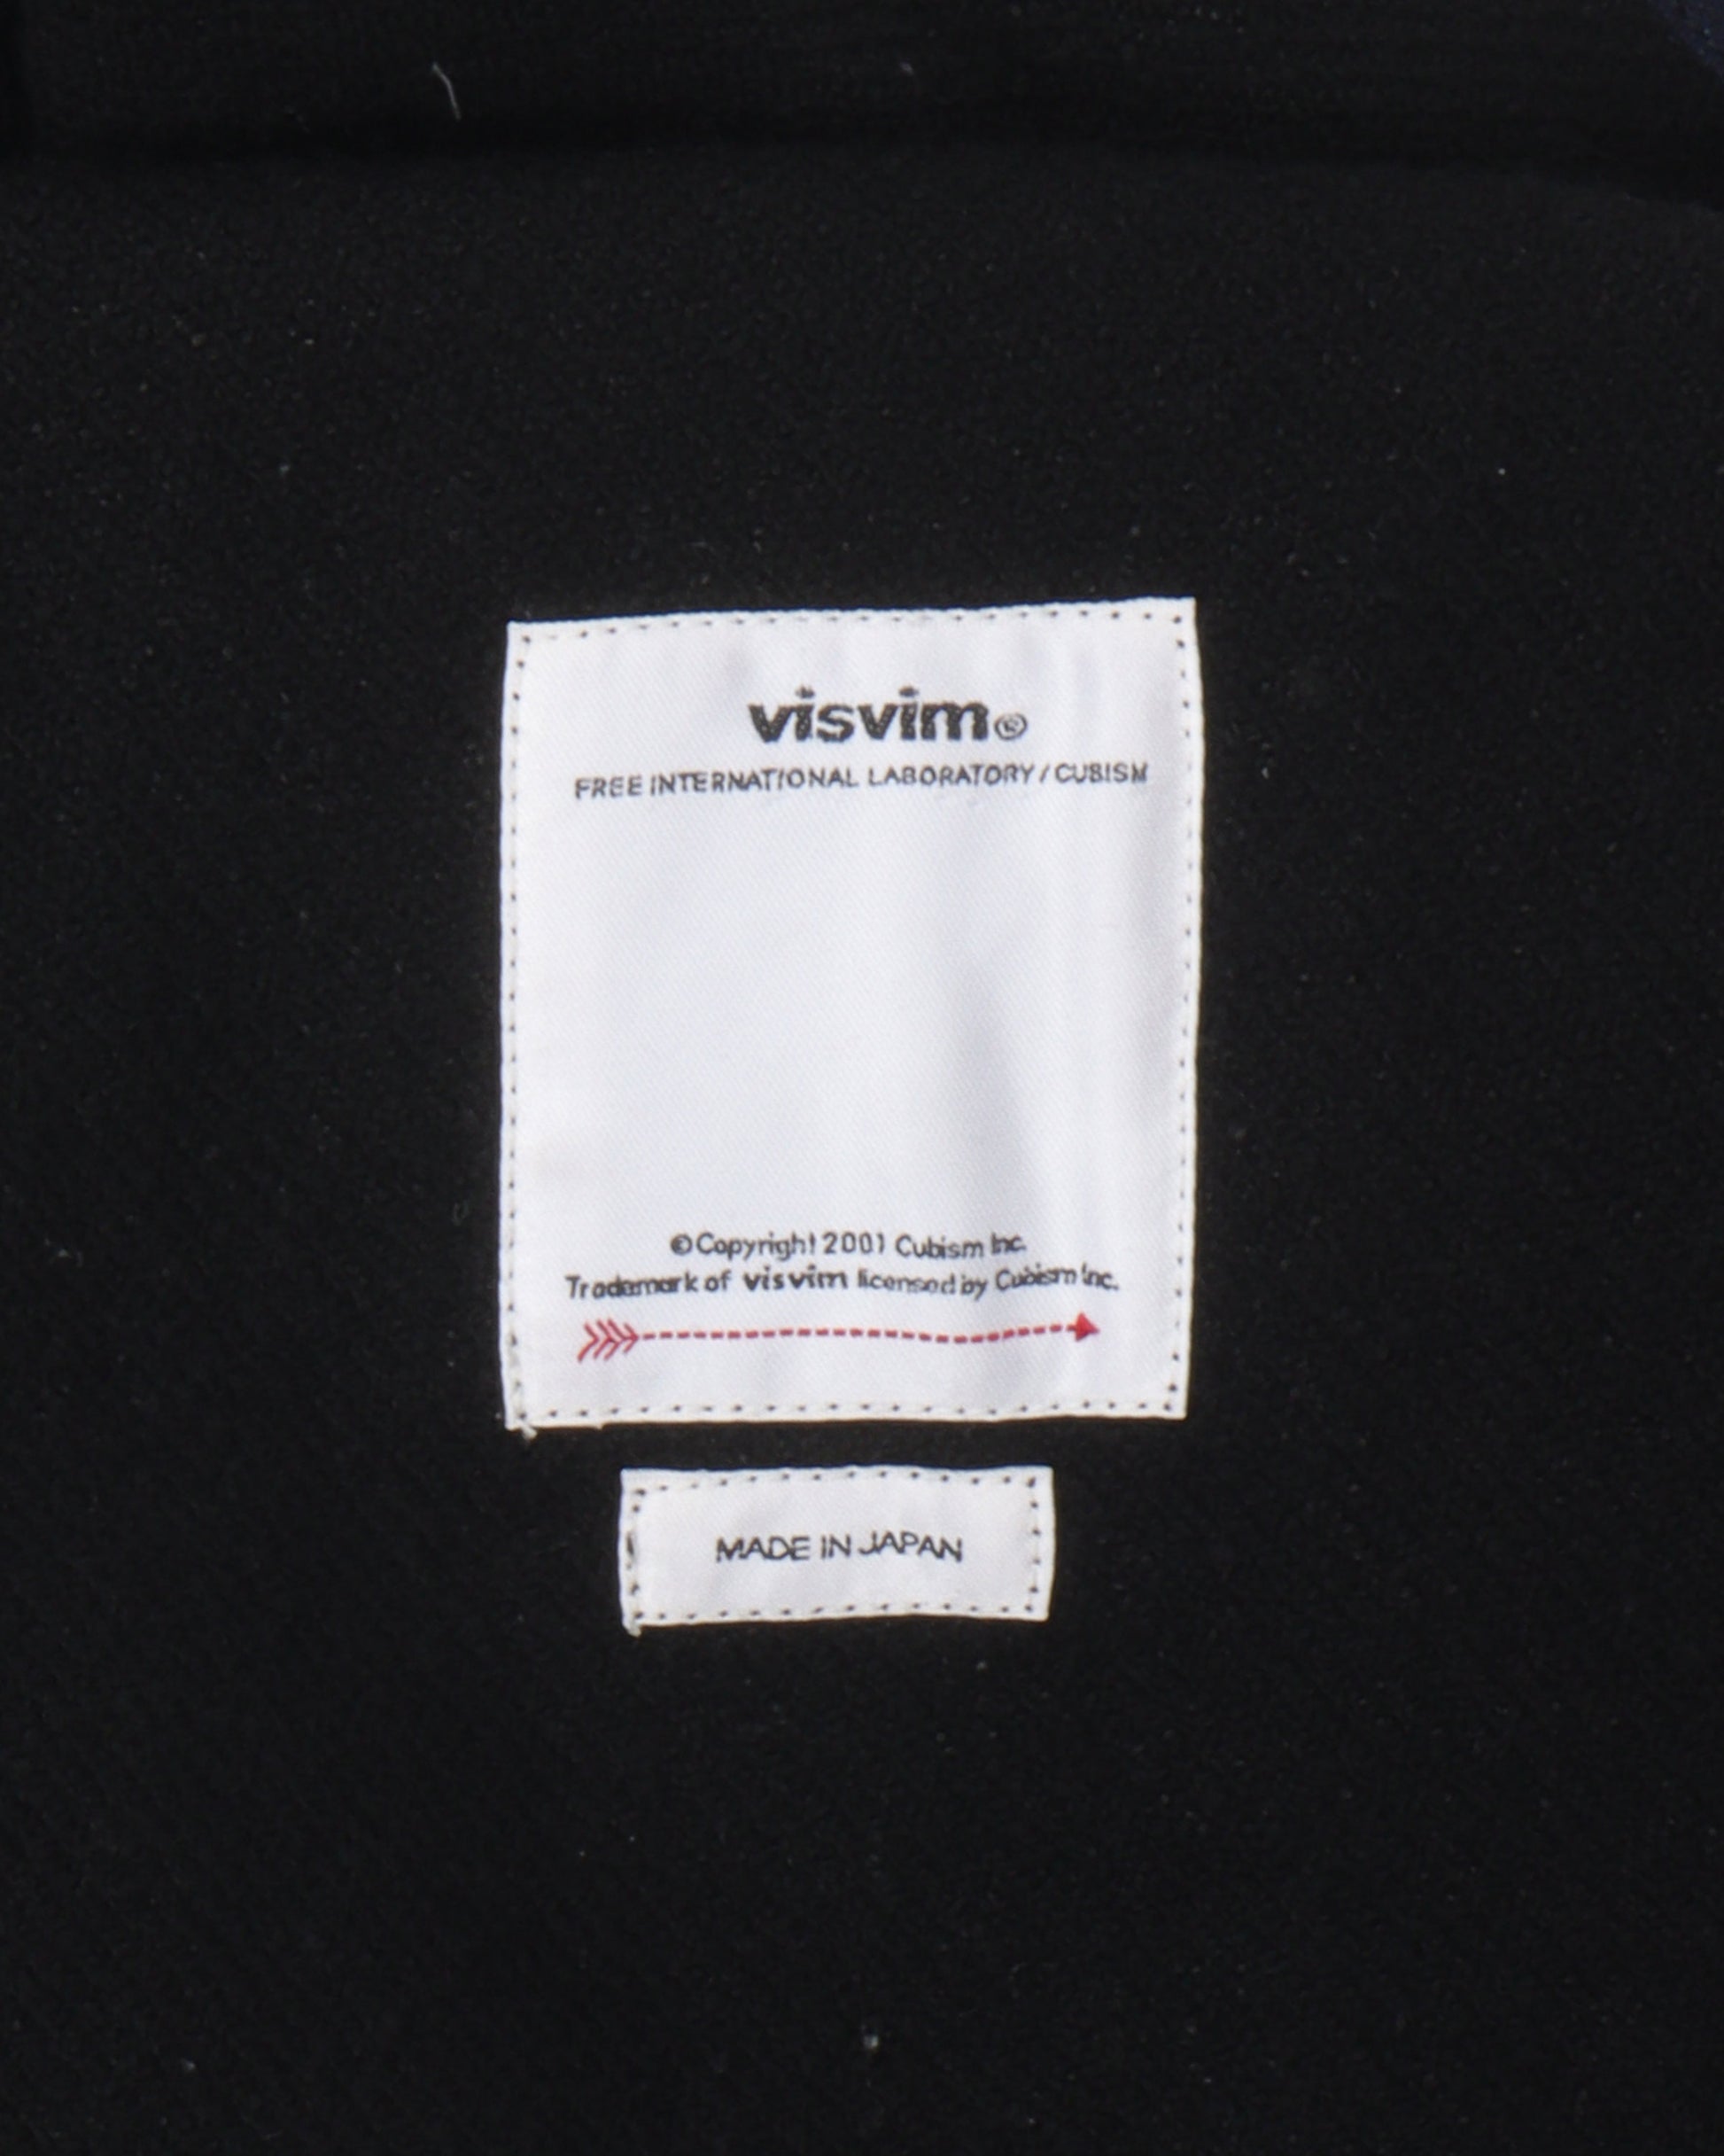 visvim®
FREE INTERNATIONAL LABORATORY / CUBISM
©Copyright 2001 Cubism Inc.
Trademark of visvim licensed by Cubism Inc.
MADE IN JAPAN